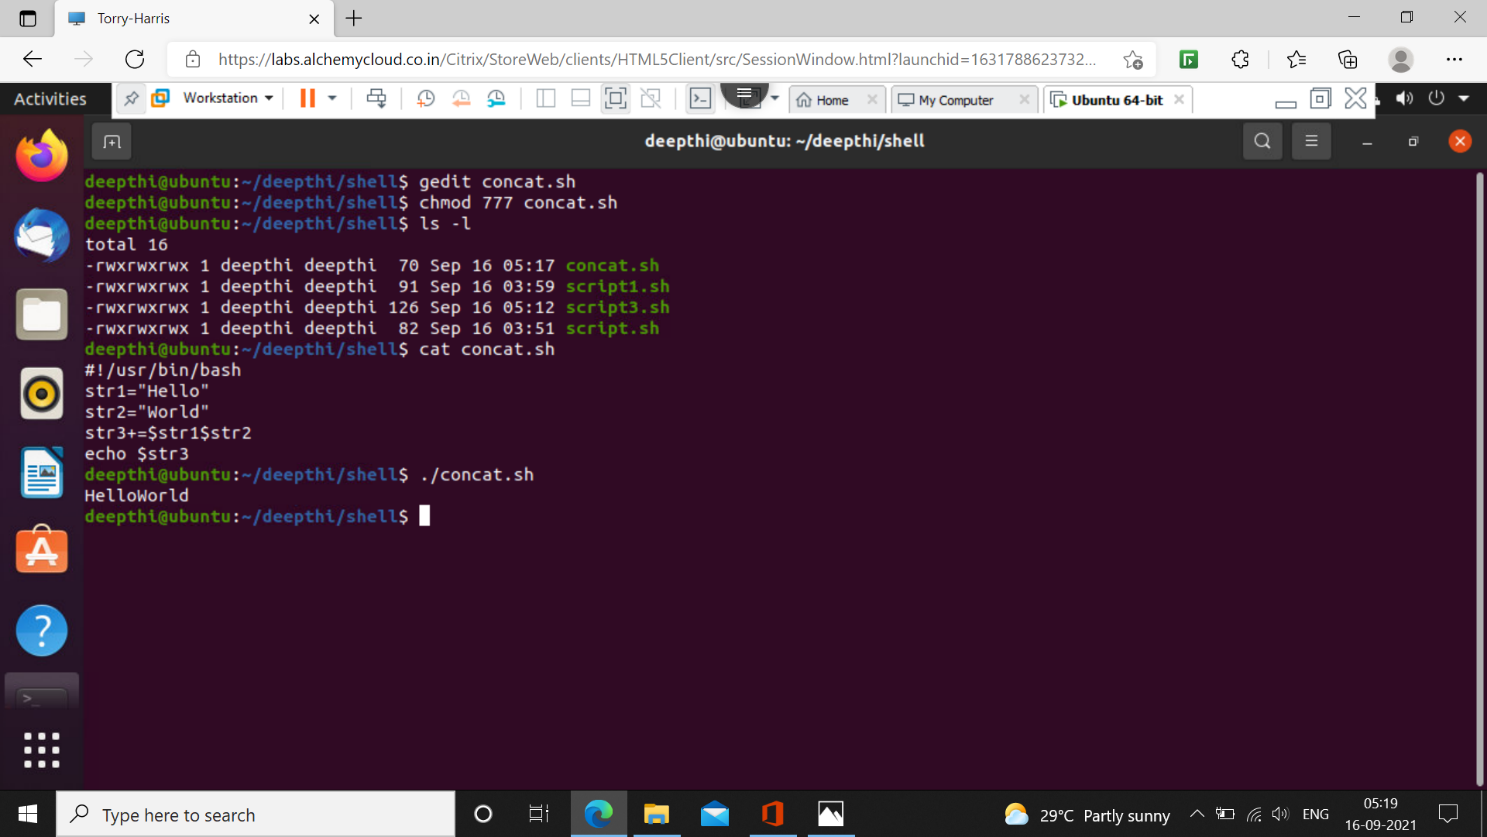 Torry-Harris
https://labs.alchemycloud.co.in/Citrix/StoreWeb/clients/HTML5Client/src/SessionWindow.html?launchid=1631788623732...
Activities
Workstation
Home
My Computer
Ubuntu 64-bit
deepthi@ubuntu: ~/deepthi/shell
deepthi@ubuntu:~/deepthi/shell$ gedit concat.sh
deepthi@ubuntu:~/deepthi/shell$ chmod 777 concat.sh
deepthi@ubuntu:~/deepthi/shell$ ls -l
total 16
-rwxrwxrwx 1 deepthi deepthi  70 Sep 16 05:17 concat.sh
-rwxrwxrwx 1 deepthi deepthi  91 Sep 16 03:59 script1.sh
-rwxrwxrwx 1 deepthi deepthi 126 Sep 16 05:12 script3.sh
-rwxrwxrwx 1 deepthi deepthi  82 Sep 16 03:51 script.sh
deepthi@ubuntu:~/deepthi/shell$ cat concat.sh
#!/usr/bin/bash
str1="Hello"
str2="World"
str3+=$str1$str2
echo $str3
deepthi@ubuntu:~/deepthi/shell$ ./concat.sh
HelloWorld
deepthi@ubuntu:~/deepthi/shell$
Type here to search
29°C Partly sunny
ENG
05:19
16-09-2021